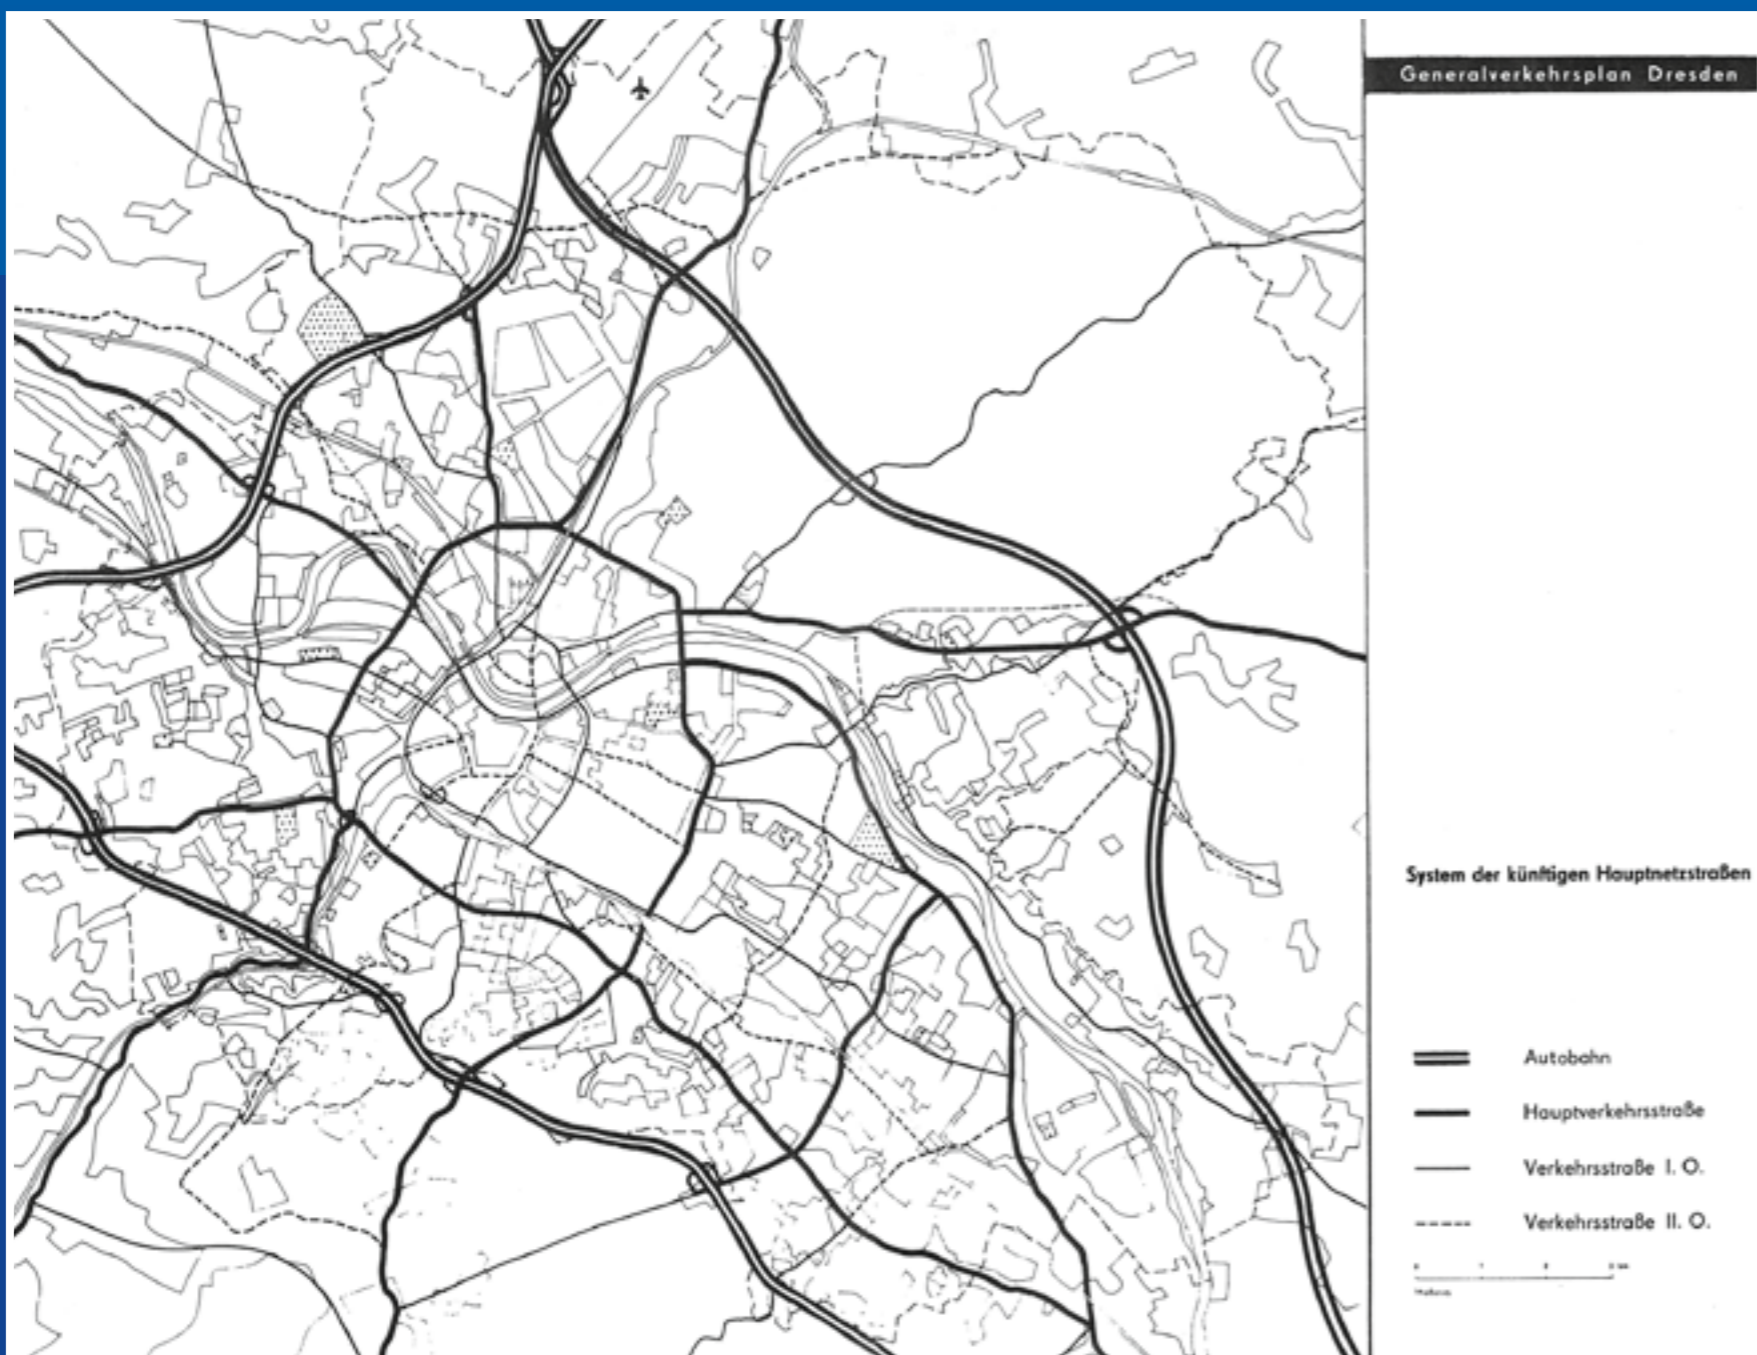 Generalverkehrsplan Dresden
System der künftigen Hauptnetzstraßen
Autobahn
Hauptverkehrsstraße
Verkehrsstraße I. O.
Verkehrsstraße II. O.